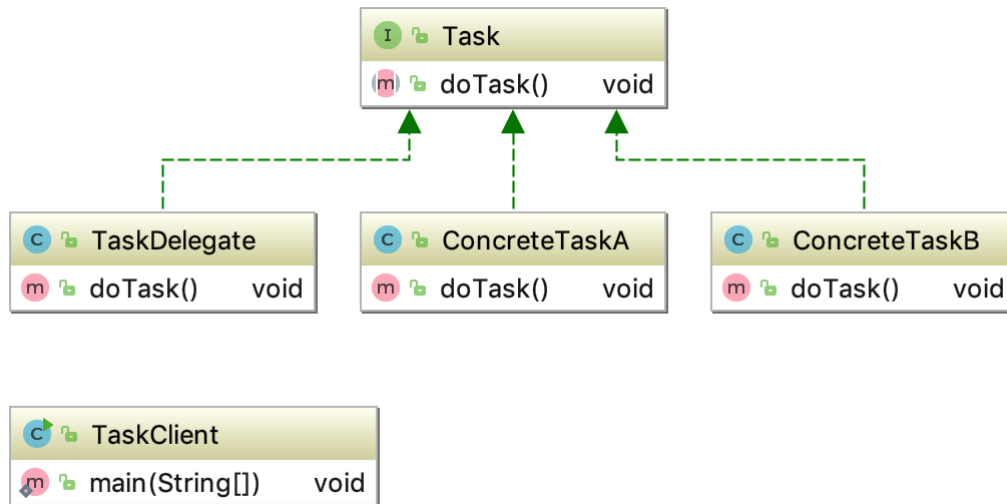 I Task
m doTask() void
C TaskDelegate
m doTask() void
C ConcreteTaskA
m doTask() void
C ConcreteTaskB
m doTask() void
C TaskClient
m main(String[]) void